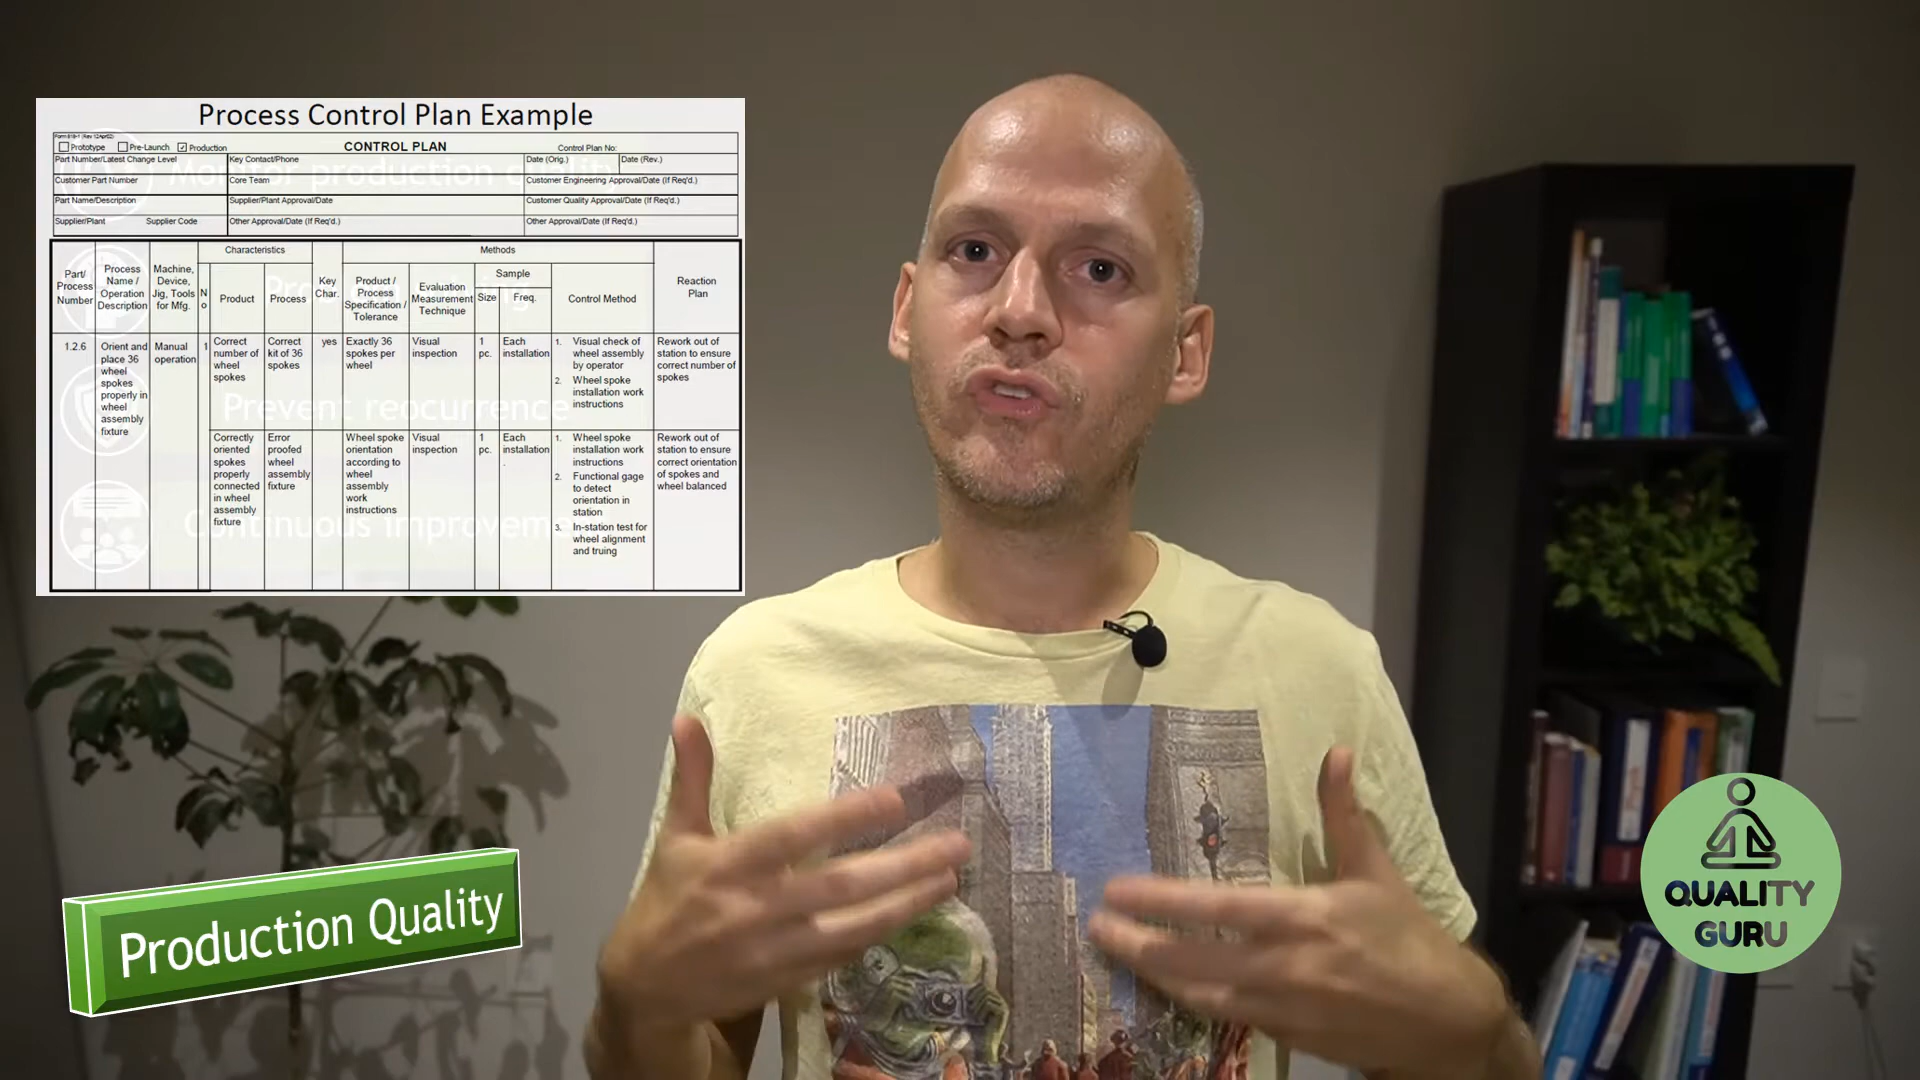 Process Control Plan Example
Form 818-1 (Rev 12Apr02)
Prototype Pre-Launch Production CONTROL PLAN Control Plan No:
Part Number/Latest Change Level Key Contact/Phone Date (Orig.) Date (Rev.)
Customer Part Number Core Team Customer Engineering Approval/Date (If Req'd.)
Part Name/Description Supplier/Plant Approval/Date Customer Quality Approval/Date (If Req'd.)
Supplier/Plant Supplier Code Other Approval/Date (If Req'd.) Other Approval/Date (If Req'd.)
Characteristics
Methods
Part/
Process
Number
Process
Name /
Operation
Description
Machine,
Device,
Jig, Tools
for Mfg.
N
o
Product
Process
Key
Char.
Product /
Process
Specification /
Tolerance
Evaluation
Measurement
Technique
Sample
Size
Freq.
Control Method
Reaction
Plan
1.2.6
Orient and
place 36
wheel
spokes
properly in
wheel
assembly
fixture
Manual
operation
1
Correct
number of
wheel
spokes
Correct
kit of 36
spokes
yes
Exactly 36
spokes per
wheel
Visual
inspection
1
pc.
Each
installation
1. Visual check of
wheel assembly
by operator
2. Wheel spoke
installation work
instructions
Rework out of
station to ensure
correct number of
spokes
Correctly
oriented
spokes
properly
connected
in wheel
assembly
fixture
Error
proofed
wheel
assembly
fixture
Wheel spoke
orientation
according to
wheel
assembly
work
instructions
Visual
inspection
1
pc.
Each
installation
.
1. Wheel spoke
installation work
instructions
2. Functional gage
to detect
orientation in
station
3. In-station test for
wheel alignment
and truing
Rework out of
station to ensure
correct orientation
of spokes and
wheel balanced
Monitor production quality
Prevent reocurrence
Continuous improveme
Production Quality
QUALITY
GURU